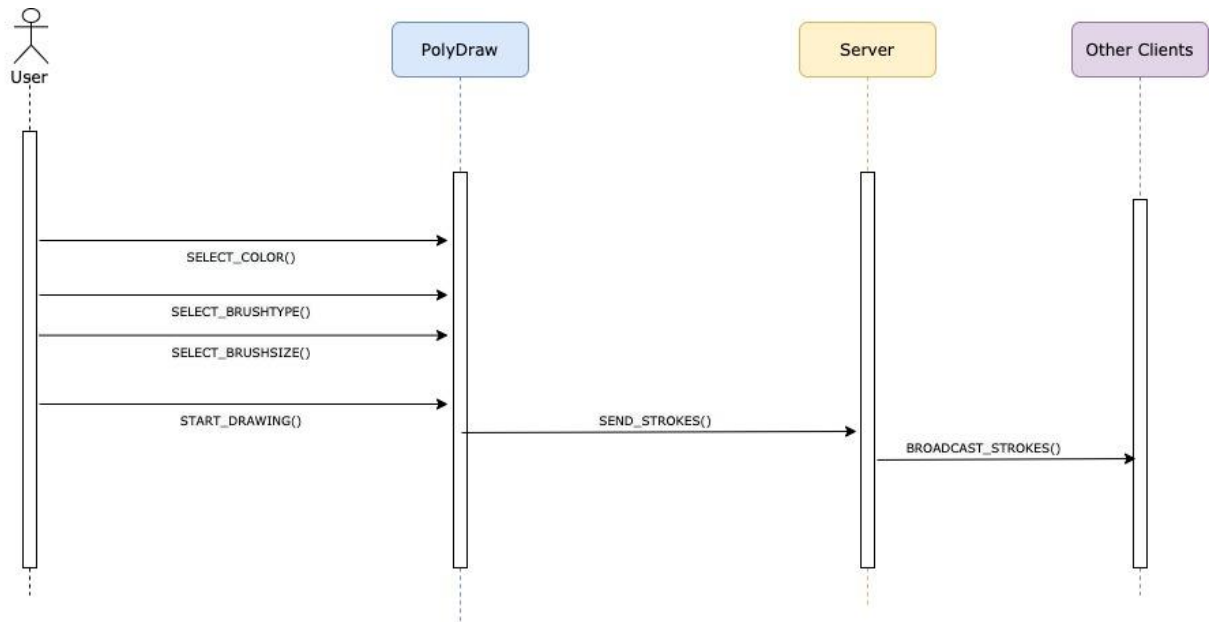 User
PolyDraw
Server
Other Clients
SELECT_COLOR()
SELECT_BRUSHTYPE()
SELECT_BRUSHSIZE()
START_DRAWING()
SEND_STROKES()
BROADCAST_STROKES()